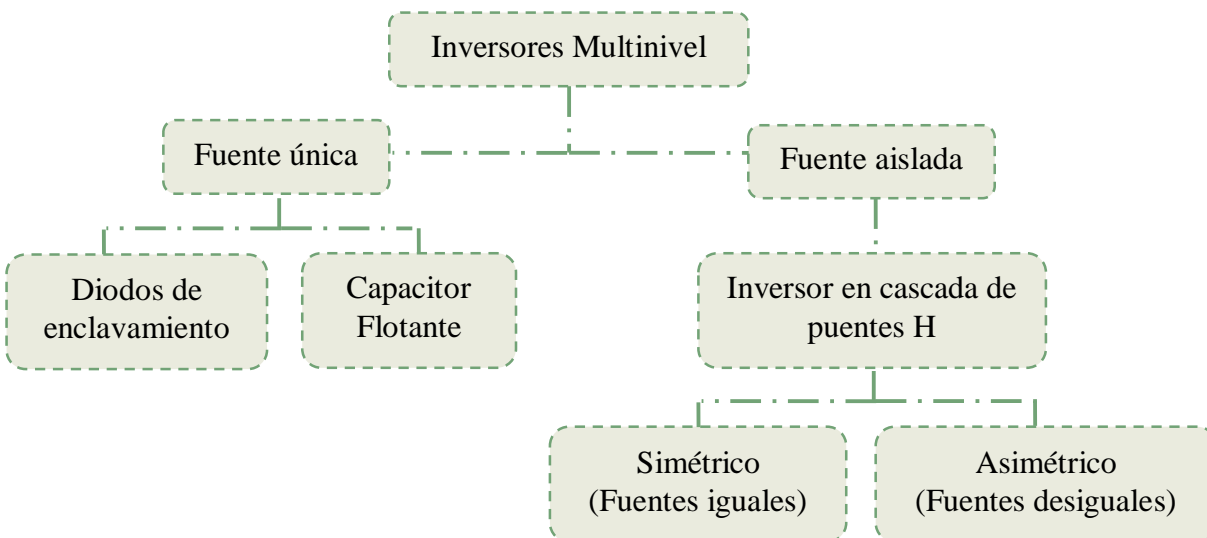 Inversores Multinivel
Fuente única
Fuente aislada
Diodos de
enclavamiento
Capacitor
Flotante
Inversor en cascada de
puentes H
Simétrico
(Fuentes iguales)
Asimétrico
(Fuentes desiguales)